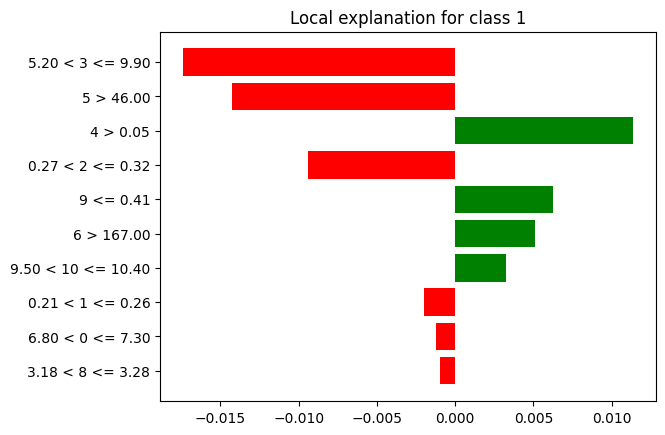 Local explanation for class 1
5.20 < 3 <= 9.90
5 > 46.00
4 > 0.05
0.27 < 2 <= 0.32
9 <= 0.41
6 > 167.00
9.50 < 10 <= 10.40
0.21 < 1 <= 0.26
6.80 < 0 <= 7.30
3.18 < 8 <= 3.28
−0.015 −0.010 −0.005 0.000 0.005 0.010